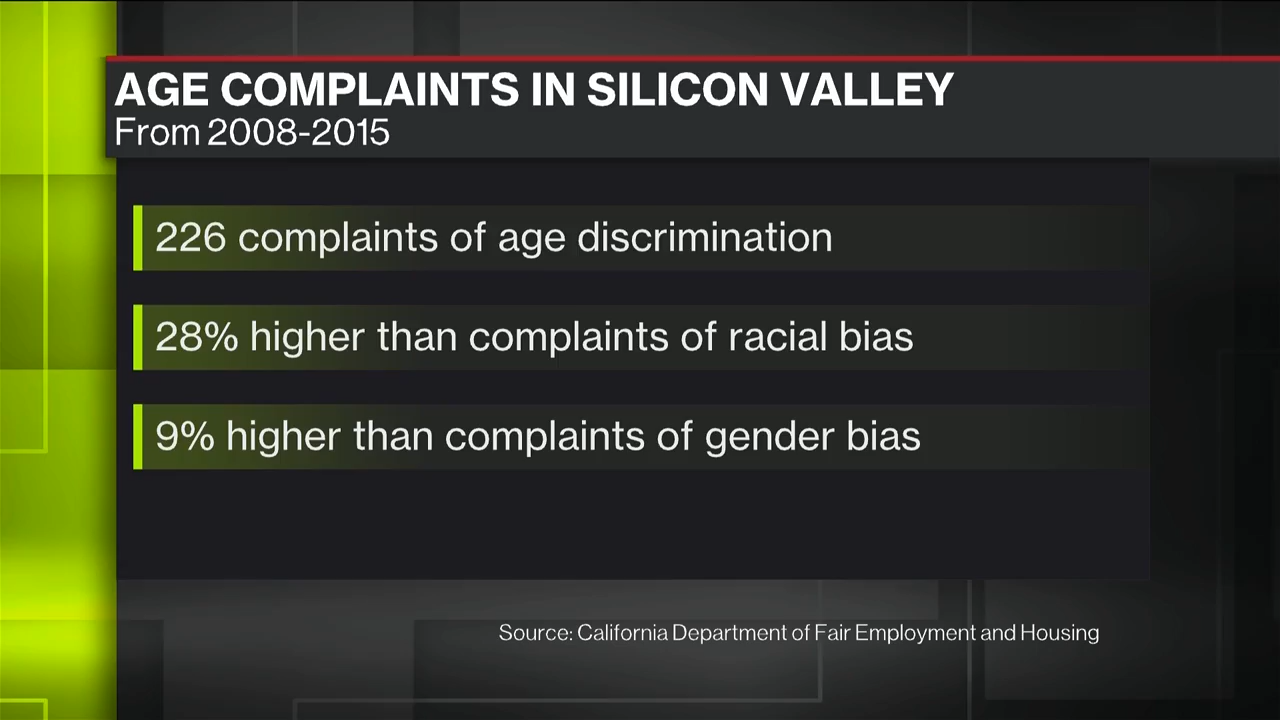 AGE COMPLAINTS IN SILICON VALLEY
From 2008-2015
226 complaints of age discrimination
28% higher than complaints of racial bias
9% higher than complaints of gender bias
Source: California Department of Fair Employment and Housing